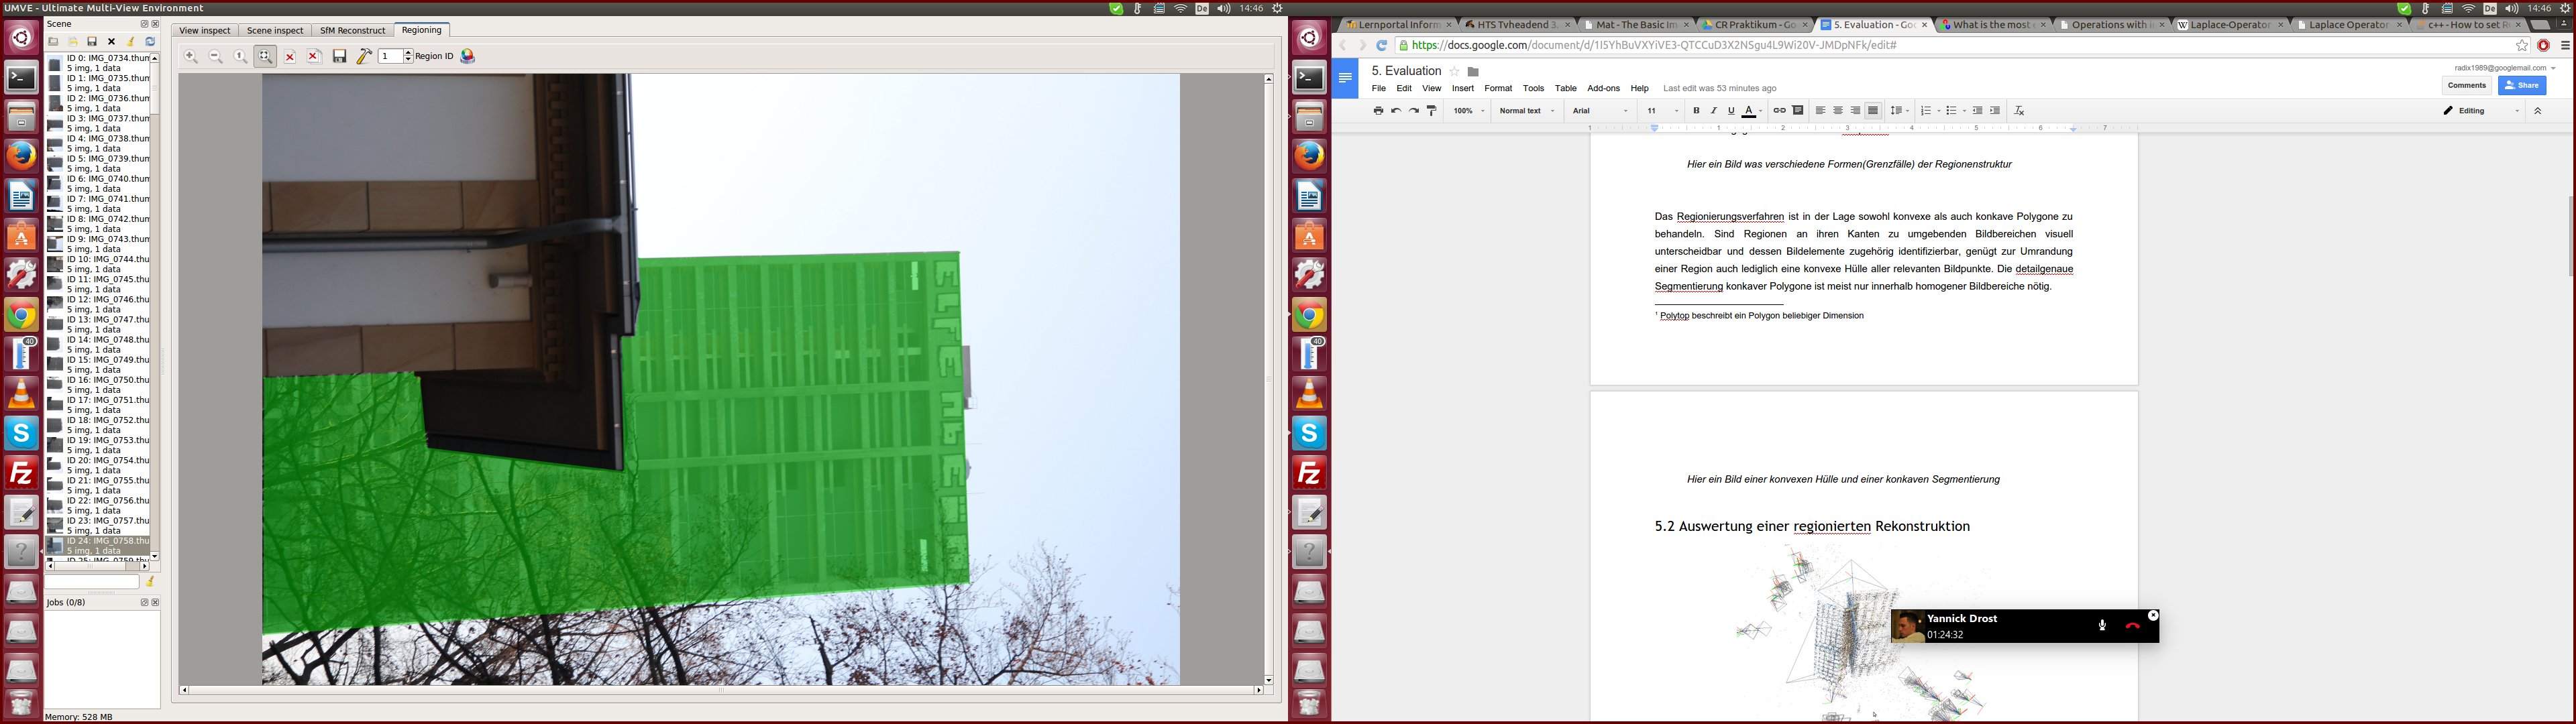 UMVE - Ultimate Multi-View Environment
De
14:46
Scene
ID 0: IMG_0734.thum
5 img, 1 data
ID 1: IMG_0735.thum
5 img, 1 data
ID 2: IMG_0736.thum
5 img, 1 data
ID 3: IMG_0737.thum
5 img, 1 data
ID 4: IMG_0738.thum
5 img, 1 data
ID 5: IMG_0739.thum
5 img, 1 data
ID 6: IMG_0740.thum
5 img, 1 data
ID 7: IMG_0741.thum
5 img, 1 data
ID 8: IMG_0742.thum
5 img, 1 data
ID 9: IMG_0743.thum
5 img, 1 data
ID 10: IMG_0744.thu
5 img, 1 data
ID 11: IMG_0745.thu
5 img, 1 data
ID 12: IMG_0746.thu
5 img, 1 data
ID 13: IMG_0747.thu
5 img, 1 data
ID 14: IMG_0748.thu
5 img, 1 data
ID 15: IMG_0749.thu
5 img, 1 data
ID 16: IMG_0750.thu
5 img, 1 data
ID 17: IMG_0751.thu
5 img, 1 data
ID 18: IMG_0752.thu
5 img, 1 data
ID 19: IMG_0753.thu
5 img, 1 data
ID 20: IMG_0754.thu
5 img, 1 data
ID 21: IMG_0755.thu
5 img, 1 data
ID 22: IMG_0756.thu
5 img, 1 data
ID 23: IMG_0757.thu
5 img, 1 data
ID 24: IMG_0758.thu
5 img, 1 data
Jobs (0/8)
Memory: 528 MB
View inspect
Scene inspect
SfM Reconstruct
Regioning
1
Region ID
De
14:46
Lernportal Inform
HTS Tvheadend 3.
Mat - The Basic Im
CR Praktikum - Go
5. Evaluation - Goo
What is the most
Operations with i
Laplace-Operator
Laplace Operator
c++ - How to set R
https://docs.google.com/document/d/1I5YhBuVXYiVE3-QTCCuD3X2NSgu4L9Wi20V-JMDpNFk/edit#
5. Evaluation
radix1989@googlemail.com
File Edit View Insert Format Tools Table Add-ons Help Last edit was 53 minutes ago
Comments
Share
100% Normal text Arial 11 B I U A Editing
1 1 2 3 4 5 6 7
Hier ein Bild was verschiedene Formen(Grenzfälle) der Regionenstruktur
Das Regionierungsverfahren ist in der Lage sowohl konvexe als auch konkave Polygone zu
behandeln. Sind Regionen an ihren Kanten zu umgebenden Bildbereichen visuell
unterscheidbar und dessen Bildelemente zugehörig identifizierbar, genügt zur Umrandung
einer Region auch lediglich eine konvexe Hülle aller relevanten Bildpunkte. Die detailgenaue
Segmentierung konkaver Polygone ist meist nur innerhalb homogener Bildbereiche nötig.
1 Polytop beschreibt ein Polygon beliebiger Dimension
Hier ein Bild einer konvexen Hülle und einer konkaven Segmentierung
5.2 Auswertung einer regionierten Rekonstruktion
Yannick Drost
01:24:32